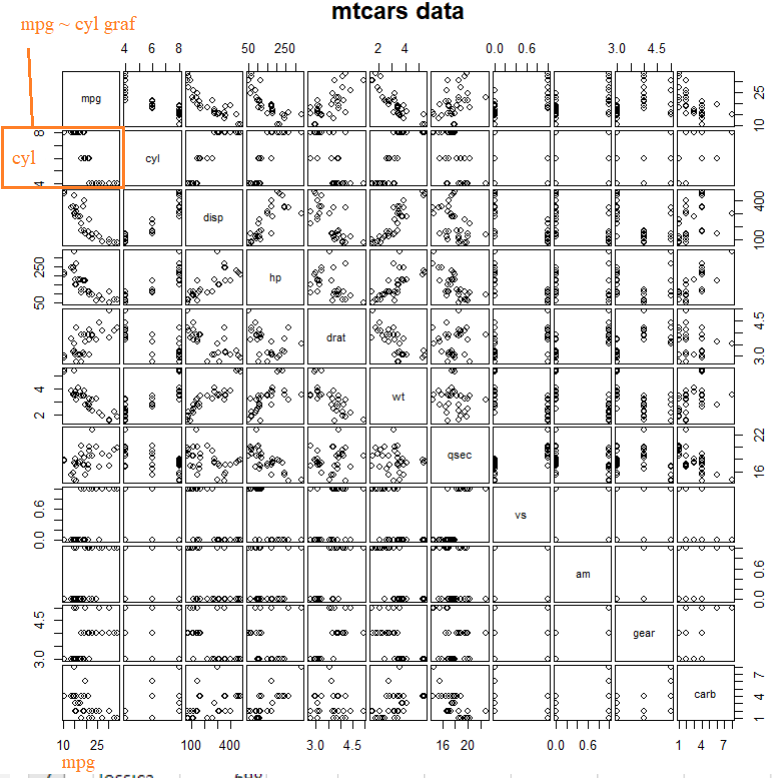 mtcars data
mpg ~ cyl graf
4 6 8 50 250 2 4 0.0 0.6 3.0 4.5
mpg 10 25
cyl 4 cyl
disp 100 400
50 250 hp
drat 3.0 4.5
2 4 wt
qsec 16 22
0.0 0.6 vs
am 0.0 0.6
3.0 4.5 gear
carb 1 4 7
10 25 100 400 3.0 4.5 16 20 0.0 0.6 1 4 7
mpg